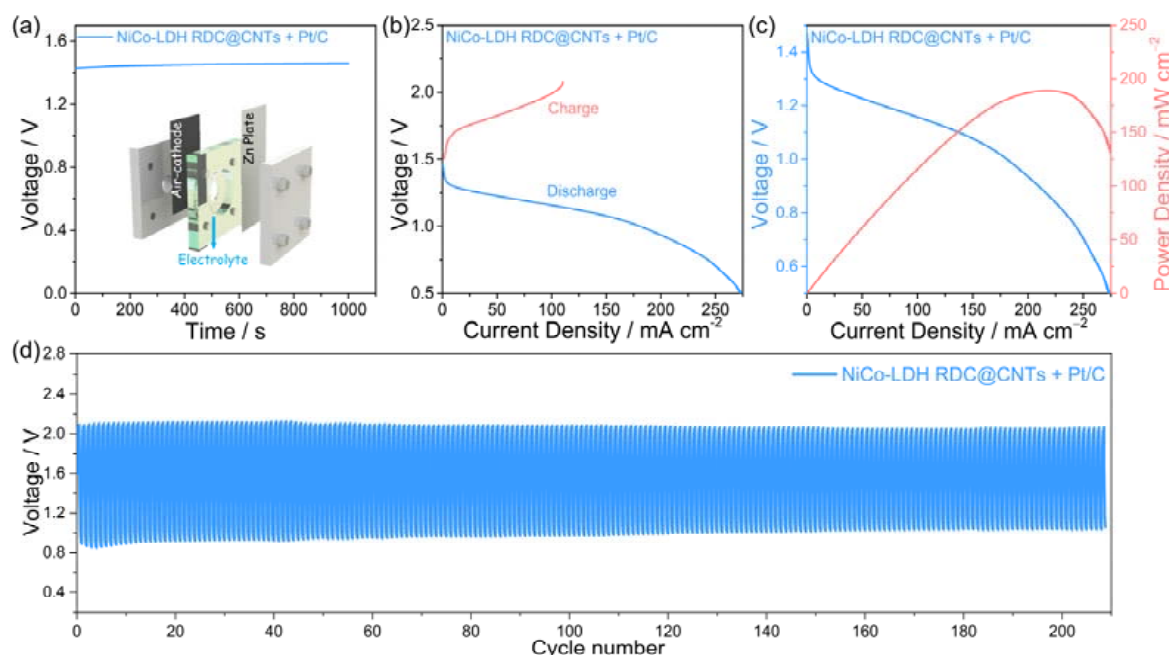 (a)
NiCo-LDH RDC@CNTs + Pt/C
Voltage / V
1.6
1.2
0.8
0.4
0.0
Air-cathode
Zn Plate
Electrolyte
0 200 400 600 800 1000
Time / s
(b)
NiCo-LDH RDC@CNTs + Pt/C
Voltage / V
2.5
2.0
1.5
1.0
0.5
Charge
Discharge
0 50 100 150 200 250
Current Density / mA cm⁻²
(c)
NiCo-LDH RDC@CNTs + Pt/C
Voltage / V
1.4
1.2
1.0
0.8
0.6
250
200
150
100
50
0
Power Density / mW cm⁻²
0 50 100 150 200 250
Current Density / mA cm⁻²
(d)
NiCo-LDH RDC@CNTs + Pt/C
Voltage / V
2.8
2.4
2.0
1.6
1.2
0.8
0.4
0 20 40 60 80 100 120 140 160 180 200
Cycle number